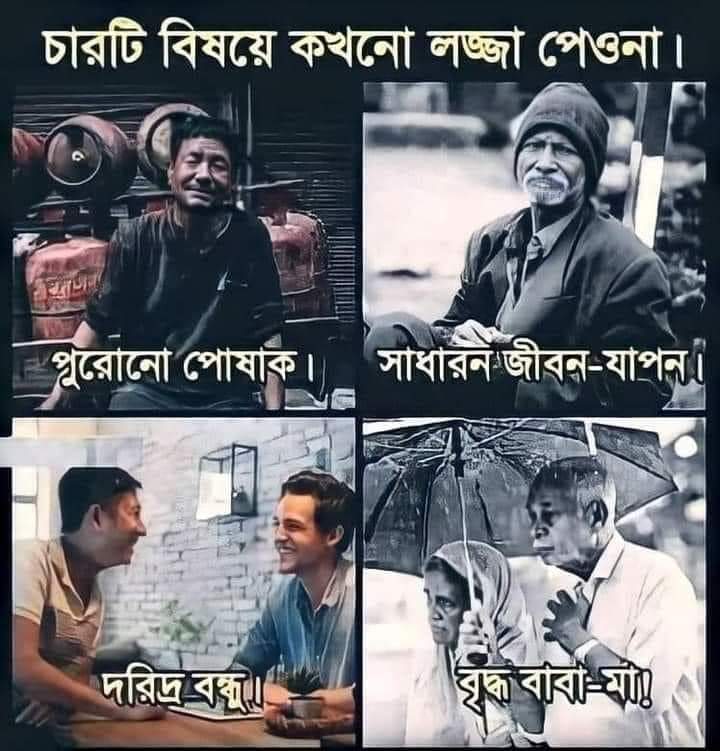 চারটি বিষয়ে কখনো লজ্জা পেওনা।
পুরোনো পোষাক।
সাধারন জীবন-যাপন।
দরিদ্র বন্ধু।
বৃদ্ধ বাবা-মা!